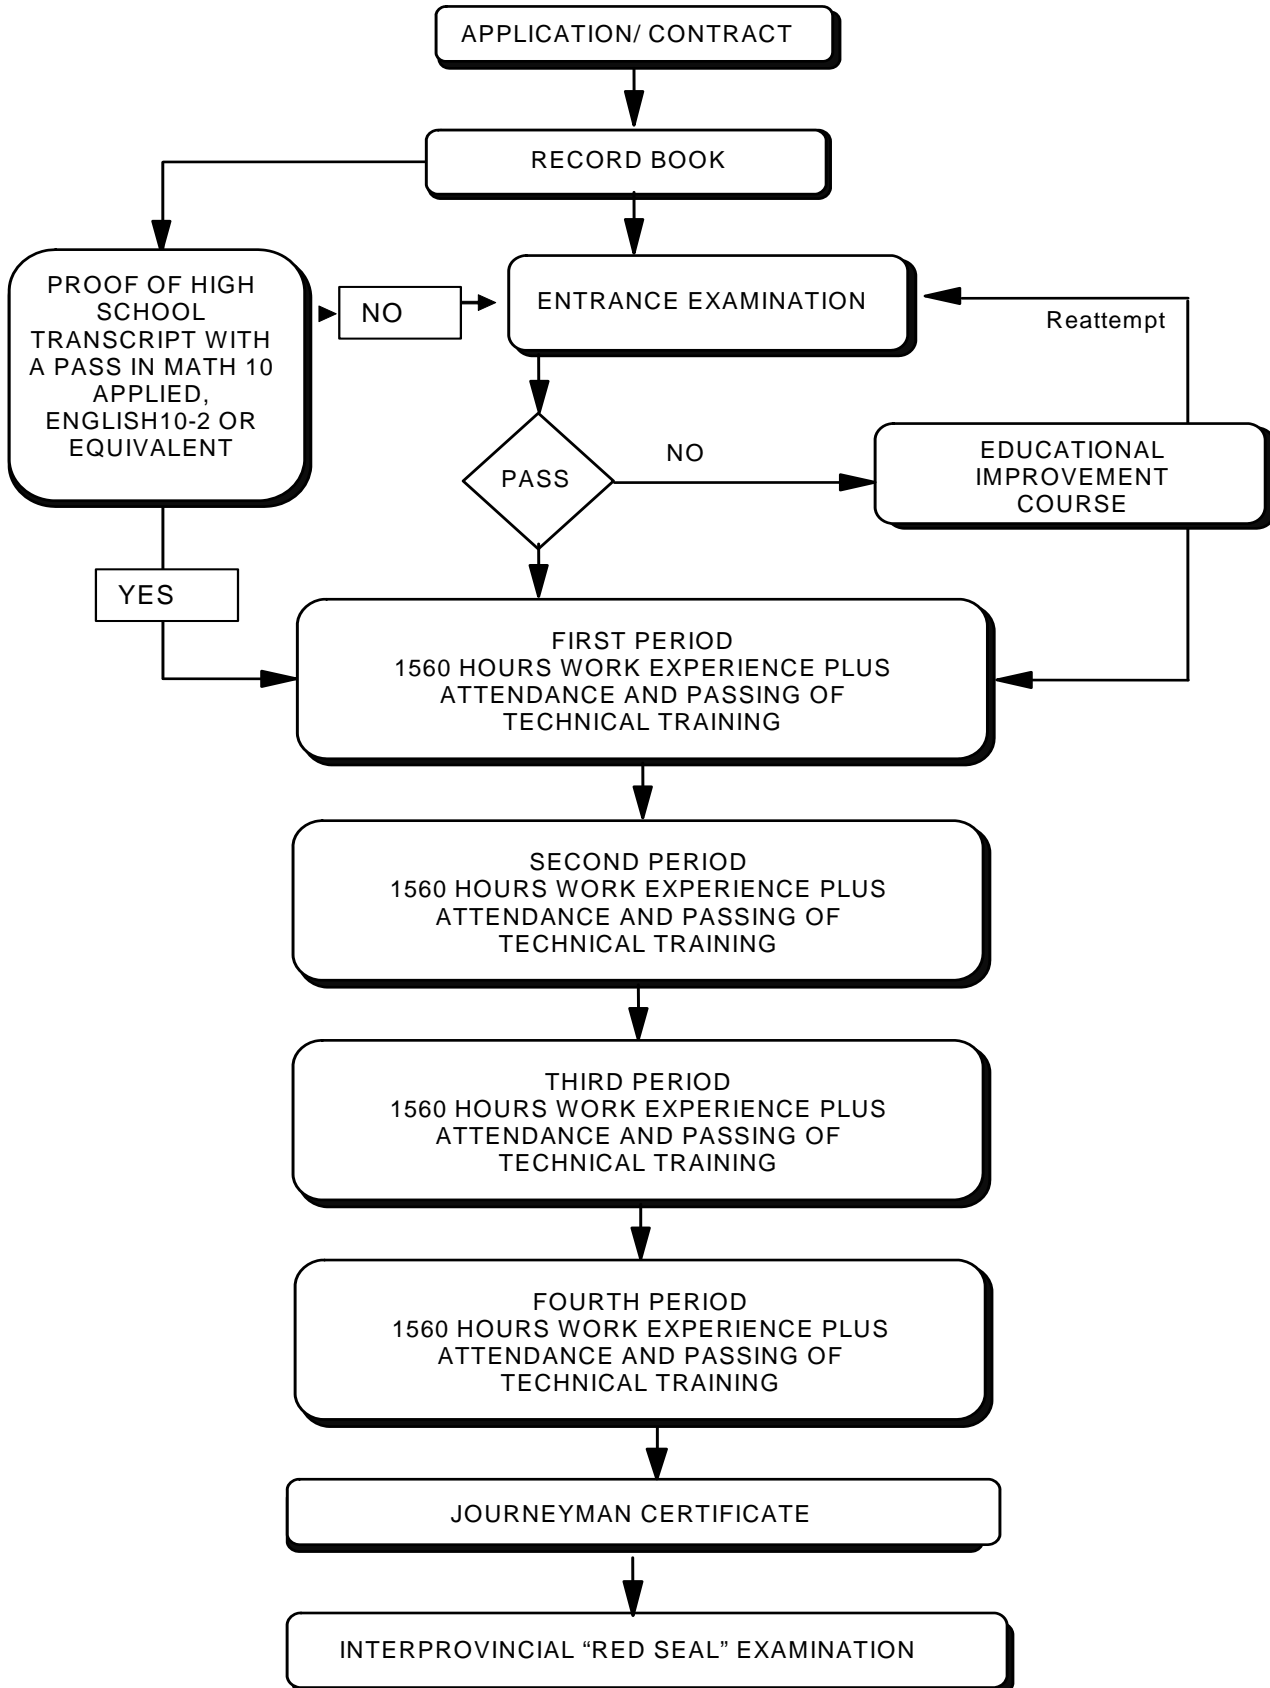 APPLICATION/ CONTRACT
RECORD BOOK
PROOF OF HIGH
SCHOOL
TRANSCRIPT WITH
A PASS IN MATH 10
APPLIED,
ENGLISH10-2 OR
EQUIVALENT
NO
ENTRANCE EXAMINATION
Reattempt
PASS
NO
EDUCATIONAL
IMPROVEMENT
COURSE
YES
FIRST PERIOD
1560 HOURS WORK EXPERIENCE PLUS
ATTENDANCE AND PASSING OF
TECHNICAL TRAINING
SECOND PERIOD
1560 HOURS WORK EXPERIENCE PLUS
ATTENDANCE AND PASSING OF
TECHNICAL TRAINING
THIRD PERIOD
1560 HOURS WORK EXPERIENCE PLUS
ATTENDANCE AND PASSING OF
TECHNICAL TRAINING
FOURTH PERIOD
1560 HOURS WORK EXPERIENCE PLUS
ATTENDANCE AND PASSING OF
TECHNICAL TRAINING
JOURNEYMAN CERTIFICATE
INTERPROVINCIAL “RED SEAL” EXAMINATION